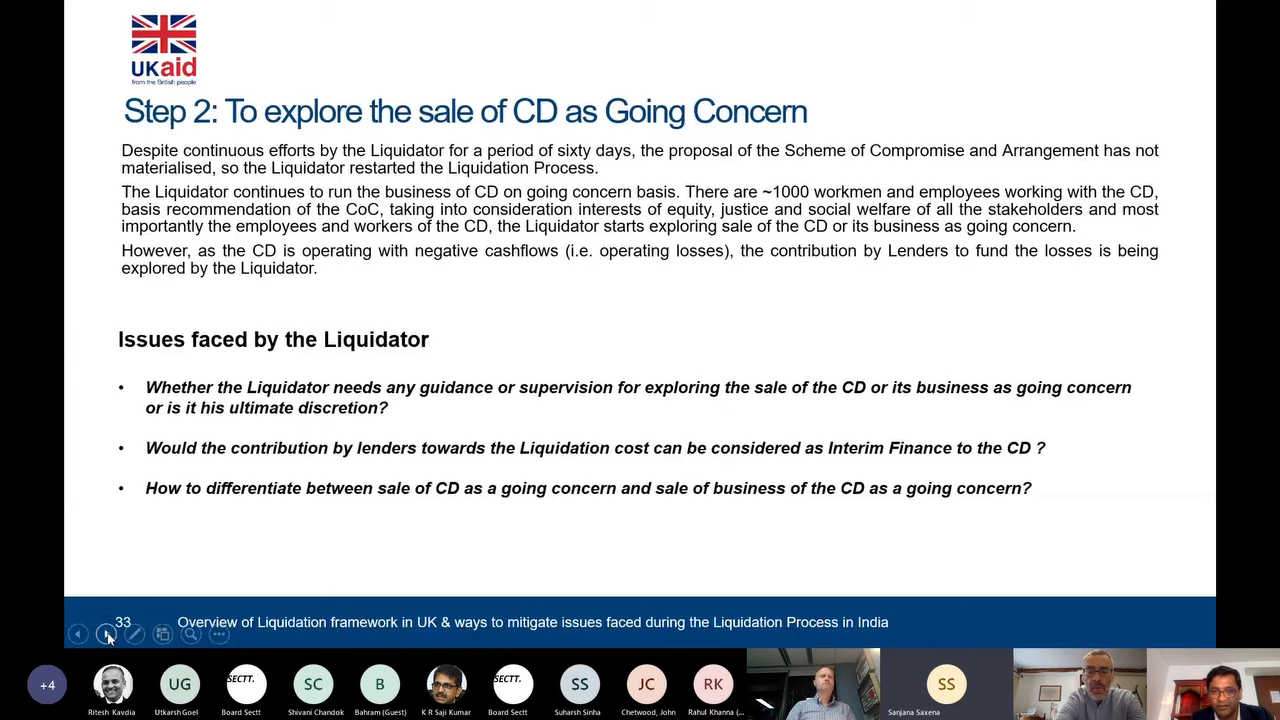 UKaid
from the British people
Step 2: To explore the sale of CD as Going Concern
Despite continuous efforts by the Liquidator for a period of sixty days, the proposal of the Scheme of Compromise and Arrangement has not
materialised, so the Liquidator restarted the Liquidation Process.
The Liquidator continues to run the business of CD on going concern basis. There are ~1000 workmen and employees working with the CD,
basis recommendation of the CoC, taking into consideration interests of equity, justice and social welfare of all the stakeholders and most
importantly the employees and workers of the CD, the Liquidator starts exploring sale of the CD or its business as going concern.
However, as the CD is operating with negative cashflows (i.e. operating losses), the contribution by Lenders to fund the losses is being
explored by the Liquidator.
Issues faced by the Liquidator
• Whether the Liquidator needs any guidance or supervision for exploring the sale of the CD or its business as going concern
or is it his ultimate discretion?
• Would the contribution by lenders towards the Liquidation cost can be considered as Interim Finance to the CD ?
• How to differentiate between sale of CD as a going concern and sale of business of the CD as a going concern?
33 Overview of Liquidation framework in UK & ways to mitigate issues faced during the Liquidation Process in India
+4 UG SECTT. SC B SECTT. SS JC RK SS
Ritesh Kavdia Utkarsh Goel Board Sectt Shivani Chandok Bahram (Guest) K R Saji Kumar Board Sectt Suharsh Sinha Chetwood, John Rahul Khanna (... Sanjana Saxena